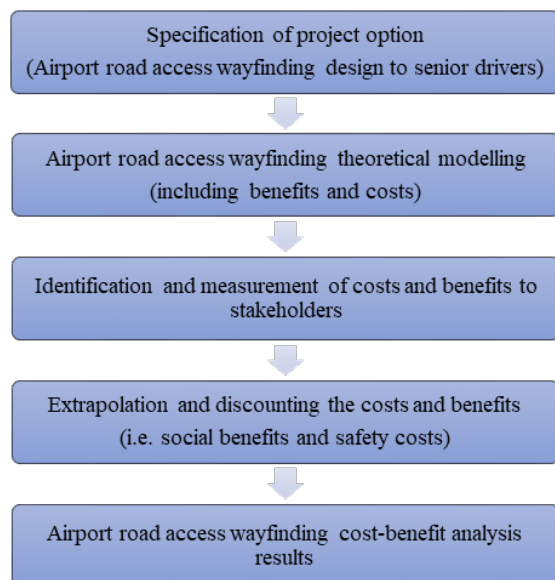 Specification of project option
(Airport road access wayfinding design to senior drivers)
Airport road access wayfinding theoretical modelling
(including benefits and costs)
Identification and measurement of costs and benefits to
stakeholders
Extrapolation and discounting the costs and benefits
(i.e. social benefits and safety costs)
Airport road access wayfinding cost-benefit analysis
results